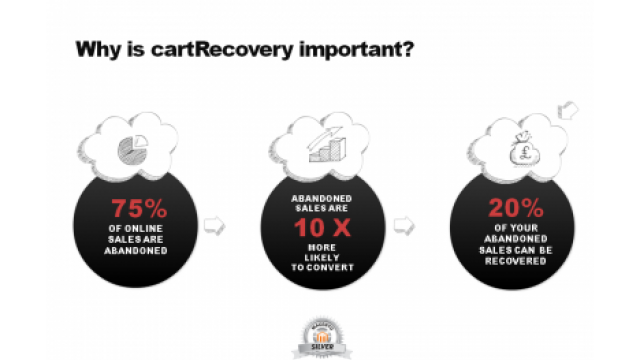 Why is cartRecovery important?
75%
OF ONLINE
SALES ARE
ABANDONED
ABANDONED
SALES ARE
10 X
MORE
LIKELY
TO CONVERT
£
20%
OF YOUR
ABANDONED
SALES CAN BE
RECOVERED
SILVER